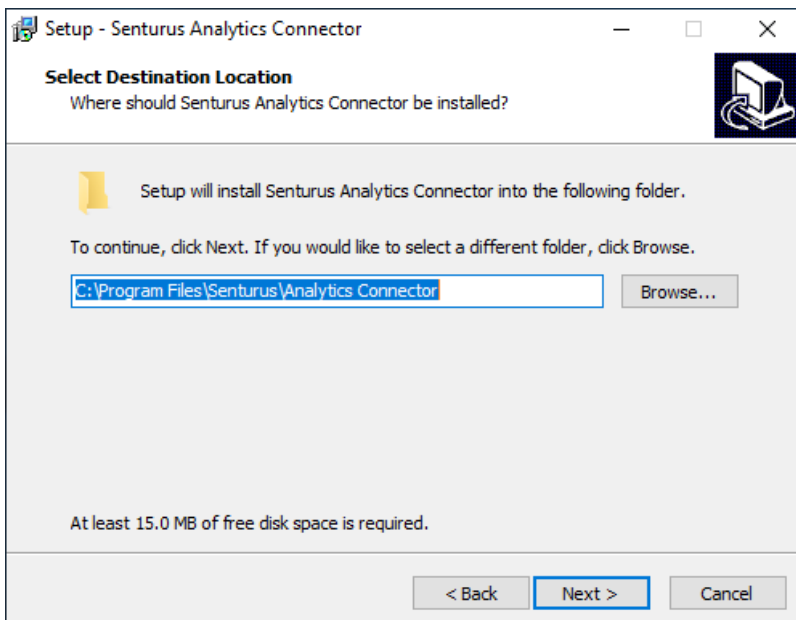 Setup - Senturus Analytics Connector
Select Destination Location
Where should Senturus Analytics Connector be installed?
Setup will install Senturus Analytics Connector into the following folder.
To continue, click Next. If you would like to select a different folder, click Browse.
C:\Program Files\Senturus\Analytics Connector
Browse...
At least 15.0 MB of free disk space is required.
< Back Next > Cancel